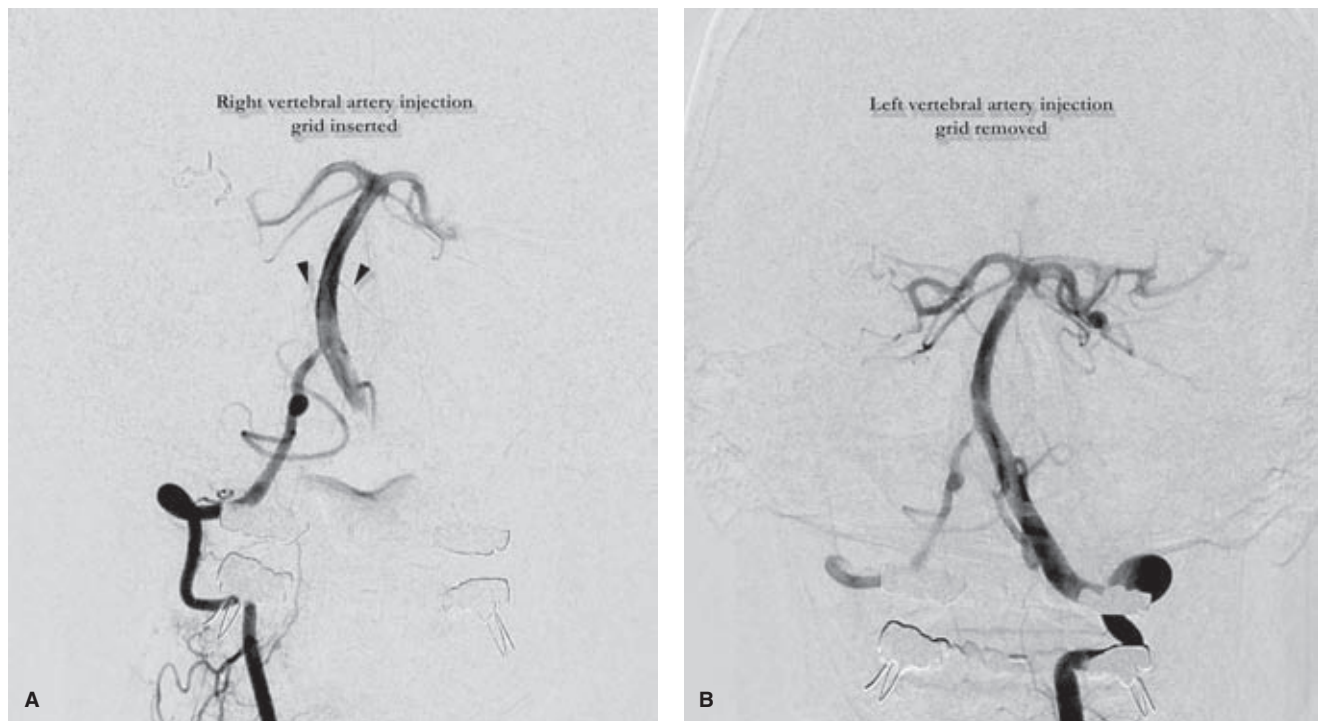 Right vertebral artery injection
grid inserted
A
Left vertebral artery injection
grid removed
B